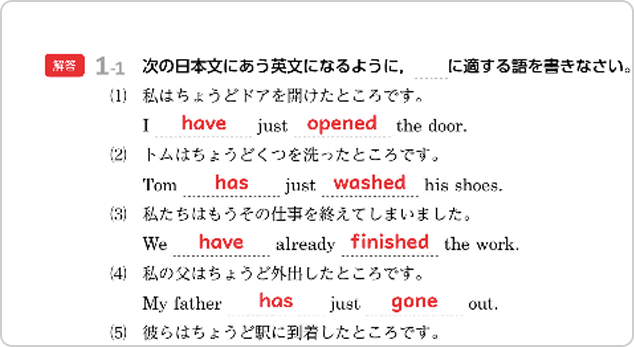 解答 1-1 次の日本文にあう英文になるように，　　に適する語を書きなさい。
(1) 私はちょうどドアを開けたところです。
I have just opened the door.
(2) トムはちょうどくつを洗ったところです。
Tom has just washed his shoes.
(3) 私たちはもうその仕事を終えてしまいました。
We have already finished the work.
(4) 私の父はちょうど外出したところです。
My father has just gone out.
(5) 彼らはちょうど駅に到着したところです。